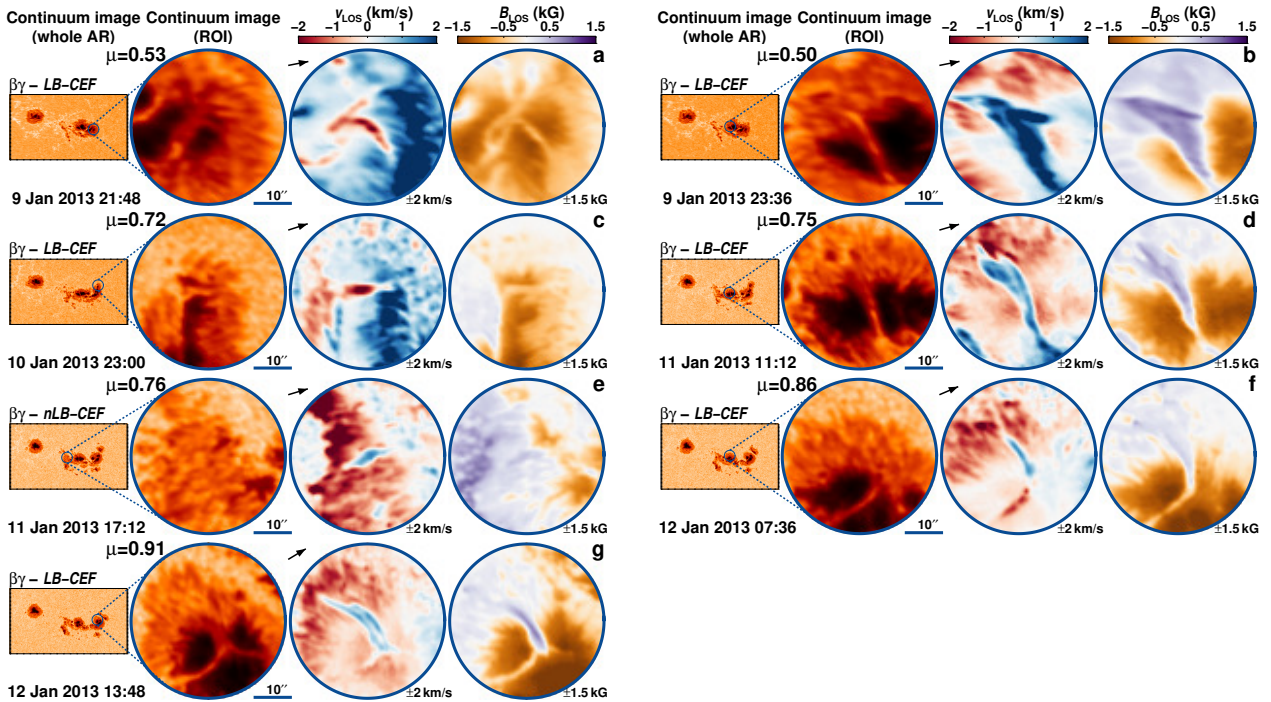 Continuum image Continuum image
(whole AR) (ROI)
v_LOS (km/s)
−2 −1 0 1 2
B_LOS (kG)
−1.5 −0.5 0.5 1.5
μ=0.53
a
βγ − LB−CEF
9 Jan 2013 21:48
10′′
±2 km/s
±1.5 kG
Continuum image Continuum image
(whole AR) (ROI)
v_LOS (km/s)
−2 −1 0 1 2
B_LOS (kG)
−1.5 −0.5 0.5 1.5
μ=0.50
b
βγ − LB−CEF
9 Jan 2013 23:36
10′′
±2 km/s
±1.5 kG
μ=0.72
c
βγ − LB−CEF
10 Jan 2013 23:00
10′′
±2 km/s
±1.5 kG
μ=0.75
d
βγ − LB−CEF
11 Jan 2013 11:12
10′′
±2 km/s
±1.5 kG
μ=0.76
e
βγ − nLB−CEF
11 Jan 2013 17:12
10′′
±2 km/s
±1.5 kG
μ=0.86
f
βγ − LB−CEF
12 Jan 2013 07:36
10′′
±2 km/s
±1.5 kG
μ=0.91
g
βγ − LB−CEF
12 Jan 2013 13:48
10′′
±2 km/s
±1.5 kG